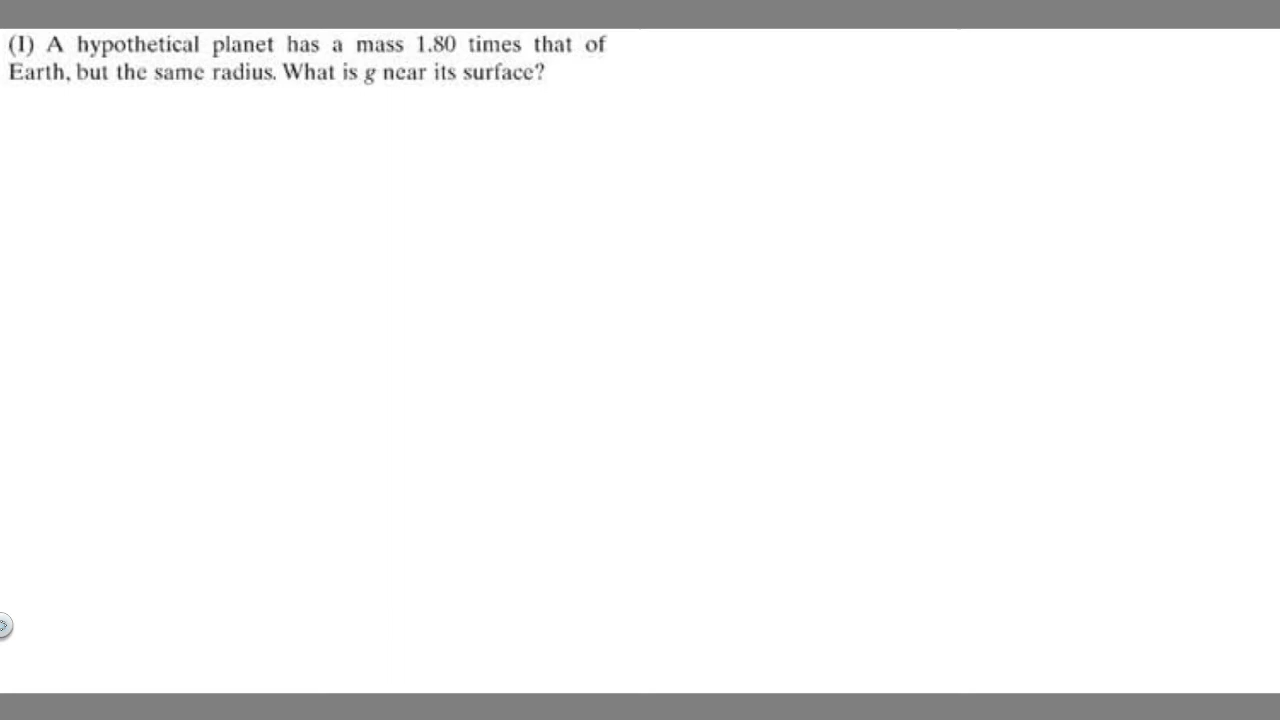 (I) A hypothetical planet has a mass 1.80 times that of
Earth, but the same radius. What is g near its surface?